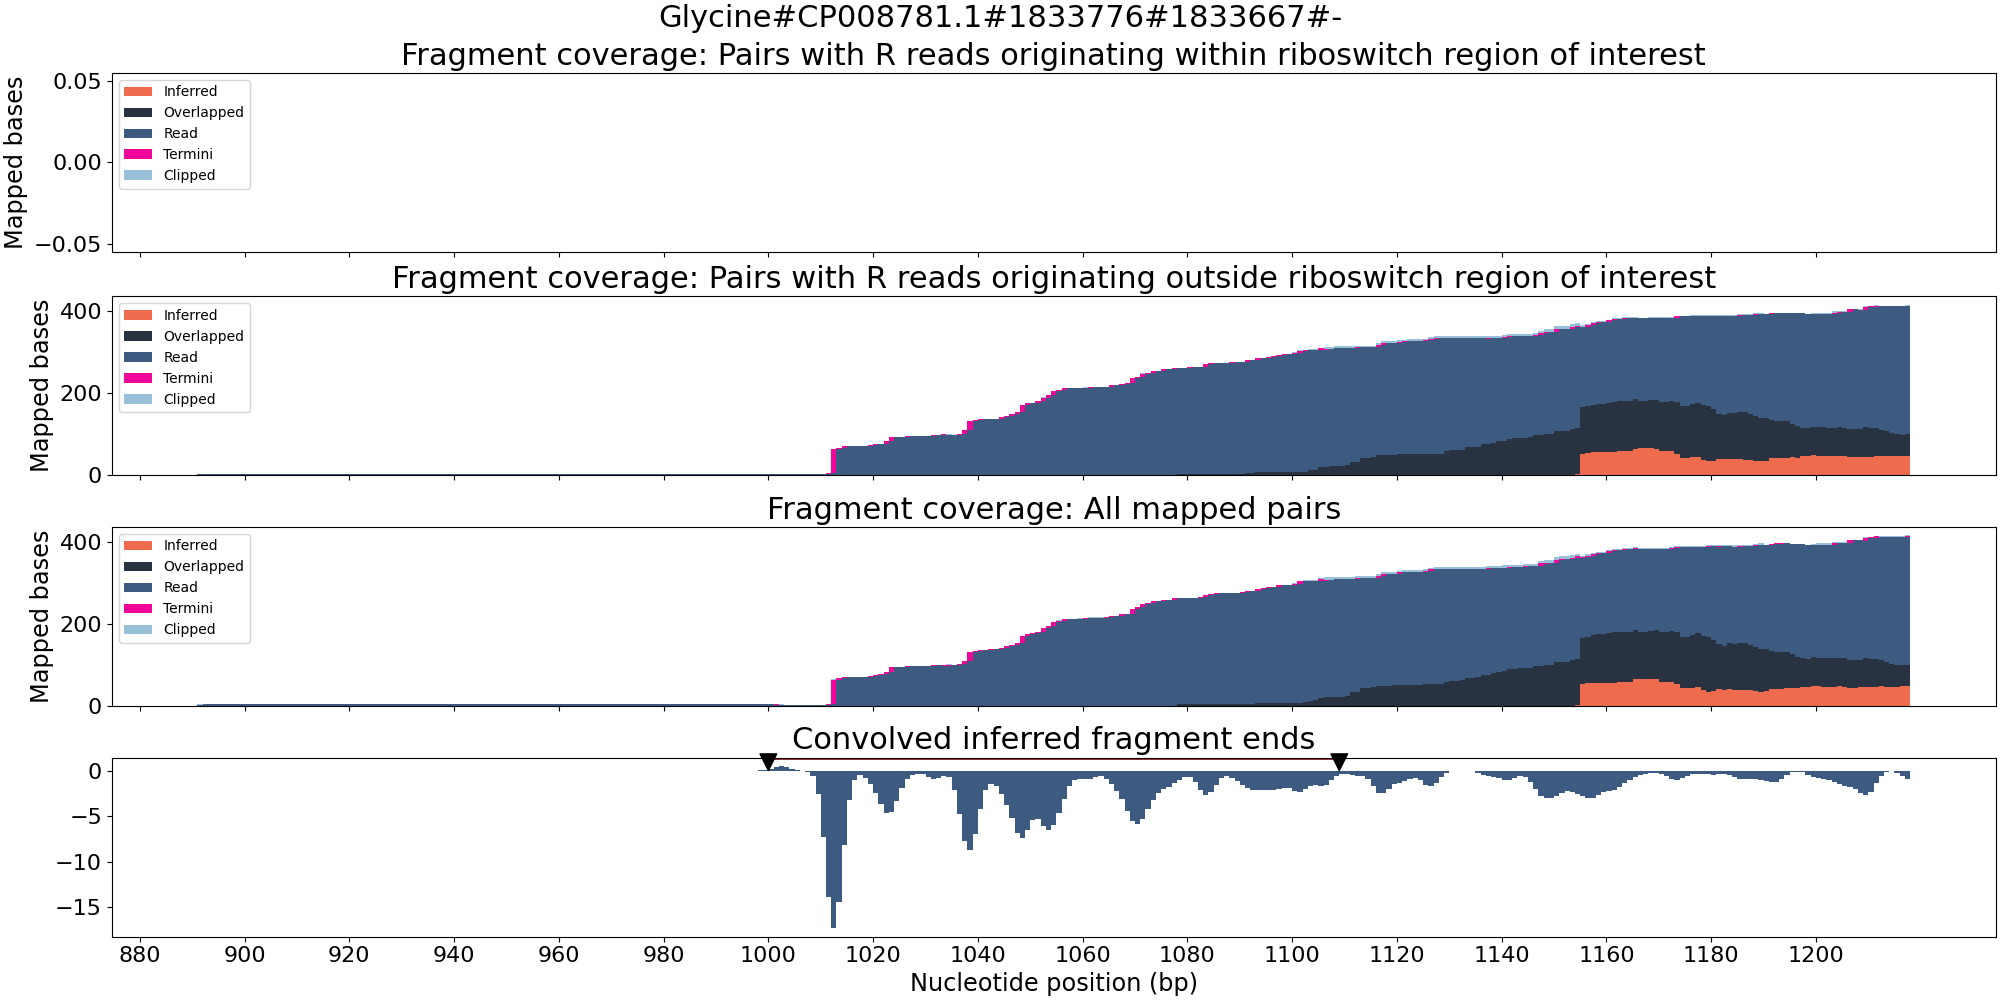 Glycine#CP008781.1#1833776#1833667#-
Fragment coverage: Pairs with R reads originating within riboswitch region of interest
Mapped bases
0.05
0.00
−0.05
Inferred
Overlapped
Read
Termini
Clipped
Fragment coverage: Pairs with R reads originating outside riboswitch region of interest
Mapped bases
400
200
0
Inferred
Overlapped
Read
Termini
Clipped
Fragment coverage: All mapped pairs
Mapped bases
400
200
0
Inferred
Overlapped
Read
Termini
Clipped
Convolved inferred fragment ends
0
−5
−10
−15
880 900 920 940 960 980 1000 1020 1040 1060 1080 1100 1120 1140 1160 1180 1200
Nucleotide position (bp)